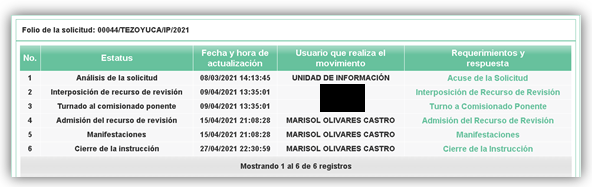 Folio de la solicitud: 00044/TEZOYUCA/IP/2021
No. Estatus Fecha y hora de actualización Usuario que realiza el movimiento Requerimientos y respuesta
1 Análisis de la solicitud 08/03/2021 14:13:45 UNIDAD DE INFORMACIÓN Acuse de la Solicitud
2 Interposición de recurso de revisión 09/04/2021 13:35:01 Interposición de Recurso de Revisión
3 Turnado al comisionado ponente 09/04/2021 13:35:01 Turno a Comisionado Ponente
4 Admisión del recurso de revisión 15/04/2021 21:08:28 MARISOL OLIVARES CASTRO Admisión del Recurso de Revisión
5 Manifestaciones 15/04/2021 21:08:28 MARISOL OLIVARES CASTRO Manifestaciones
6 Cierre de la instrucción 27/04/2021 22:30:59 MARISOL OLIVARES CASTRO Cierre de la Instrucción
Mostrando 1 al 6 de 6 registros